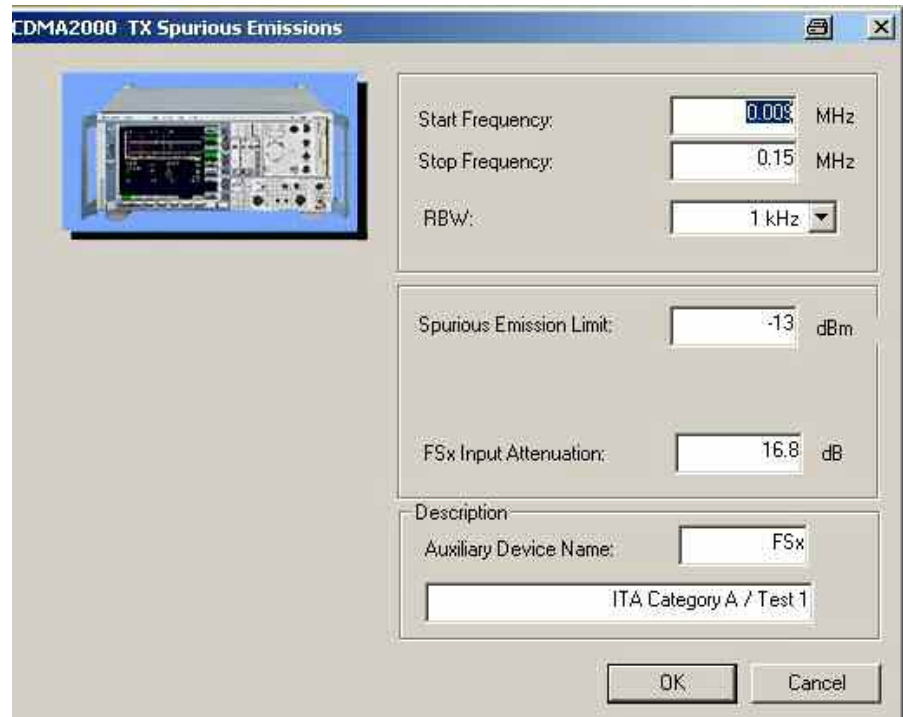 CDMA2000 TX Spurious Emissions
Start Frequency: 0.009 MHz
Stop Frequency: 0.15 MHz
RBW: 1 kHz
Spurious Emission Limit: -13 dBm
FSx Input Attenuation: 16.8 dB
Description
Auxiliary Device Name: FSx
ITA Category A / Test 1
OK Cancel